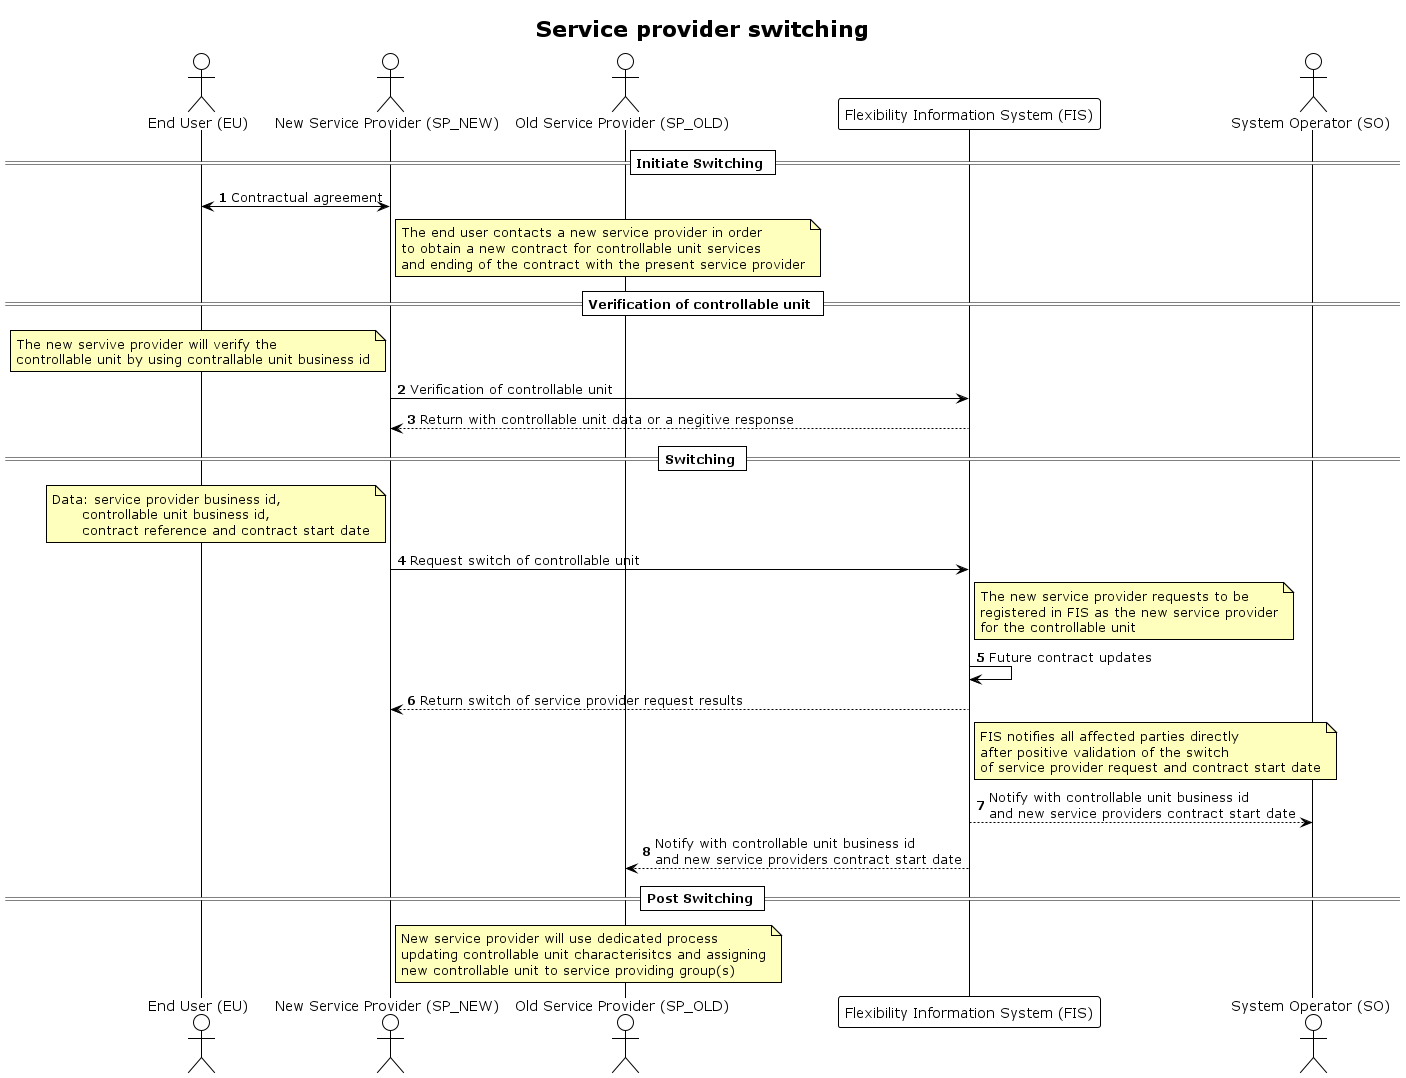 Service provider switching
End User (EU)
New Service Provider (SP_NEW)
Old Service Provider (SP_OLD)
Flexibility Information System (FIS)
System Operator (SO)
Initiate Switching
1 Contractual agreement
The end user contacts a new service provider in order
to obtain a new contract for controllable unit services
and ending of the contract with the present service provider
Verification of controllable unit
The new servive provider will verify the
controllable unit by using contrallable unit business id
2 Verification of controllable unit
3 Return with controllable unit data or a negitive response
Switching
Data: service provider business id,
controllable unit business id,
contract reference and contract start date
4 Request switch of controllable unit
The new service provider requests to be
registered in FIS as the new service provider
for the controllable unit
5 Future contract updates
6 Return switch of service provider request results
FIS notifies all affected parties directly
after positive validation of the switch
of service provider request and contract start date
7 Notify with controllable unit business id
and new service providers contract start date
8 Notify with controllable unit business id
and new service providers contract start date
Post Switching
New service provider will use dedicated process
updating controllable unit characterisitcs and assigning
new controllable unit to service providing group(s)
End User (EU)
New Service Provider (SP_NEW)
Old Service Provider (SP_OLD)
Flexibility Information System (FIS)
System Operator (SO)